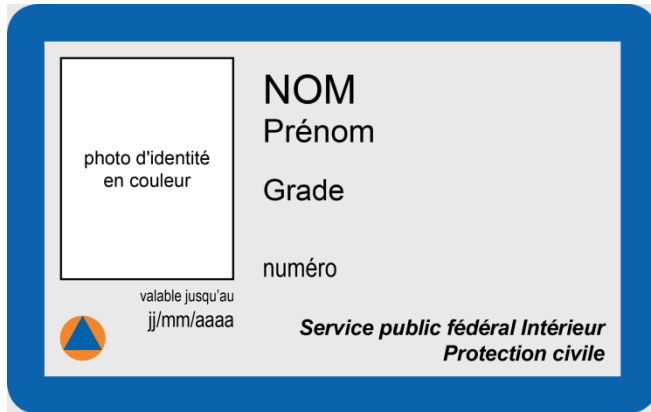 photo d'identité
en couleur
NOM
Prénom
Grade
numéro
valable jusqu'au
jj/mm/aaaa
Service public fédéral Intérieur
Protection civile